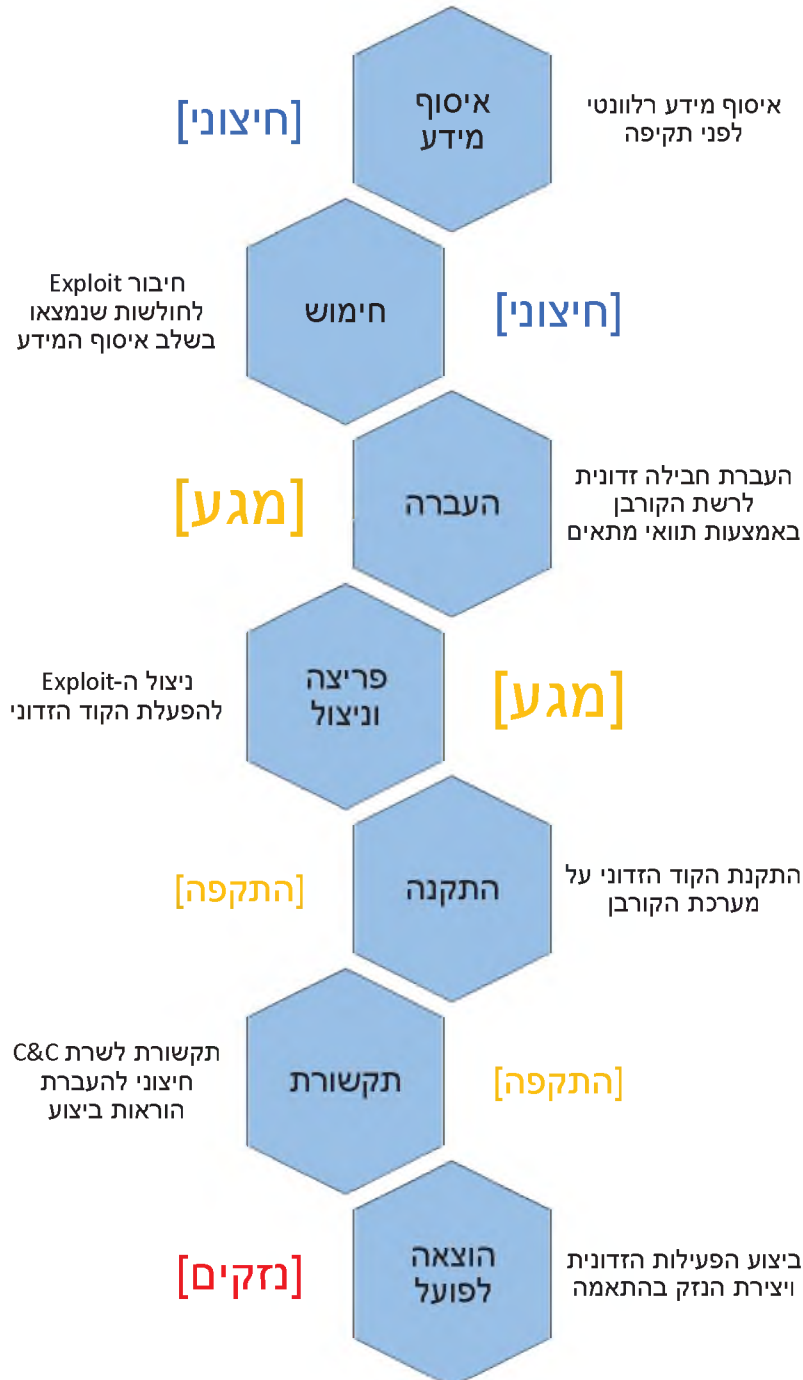 איסוף
מידע
[חיצוני]
איסוף מידע רלוונטי
לפני תקיפה
חימוש
[חיצוני]
חיבור Exploit
לחולשות שנמצאו
בשלב איסוף המידע
העברה
[מגע]
העברת חבילה זדונית
לרשת הקורבן
באמצעות תוואי מתאים
פריצה
וניצול
[מגע]
ניצול ה-Exploit
להפעלת הקוד הזדוני
התקנה
[התקפה]
התקנת הקוד הזדוני על
מערכת הקורבן
תקשורת
[התקפה]
תקשורת לשרת C&C
חיצוני להעברת
הוראות ביצוע
הוצאה
לפועל
[נזקים]
ביצוע הפעילות הזדונית
ויצירת הנזק בהתאמה